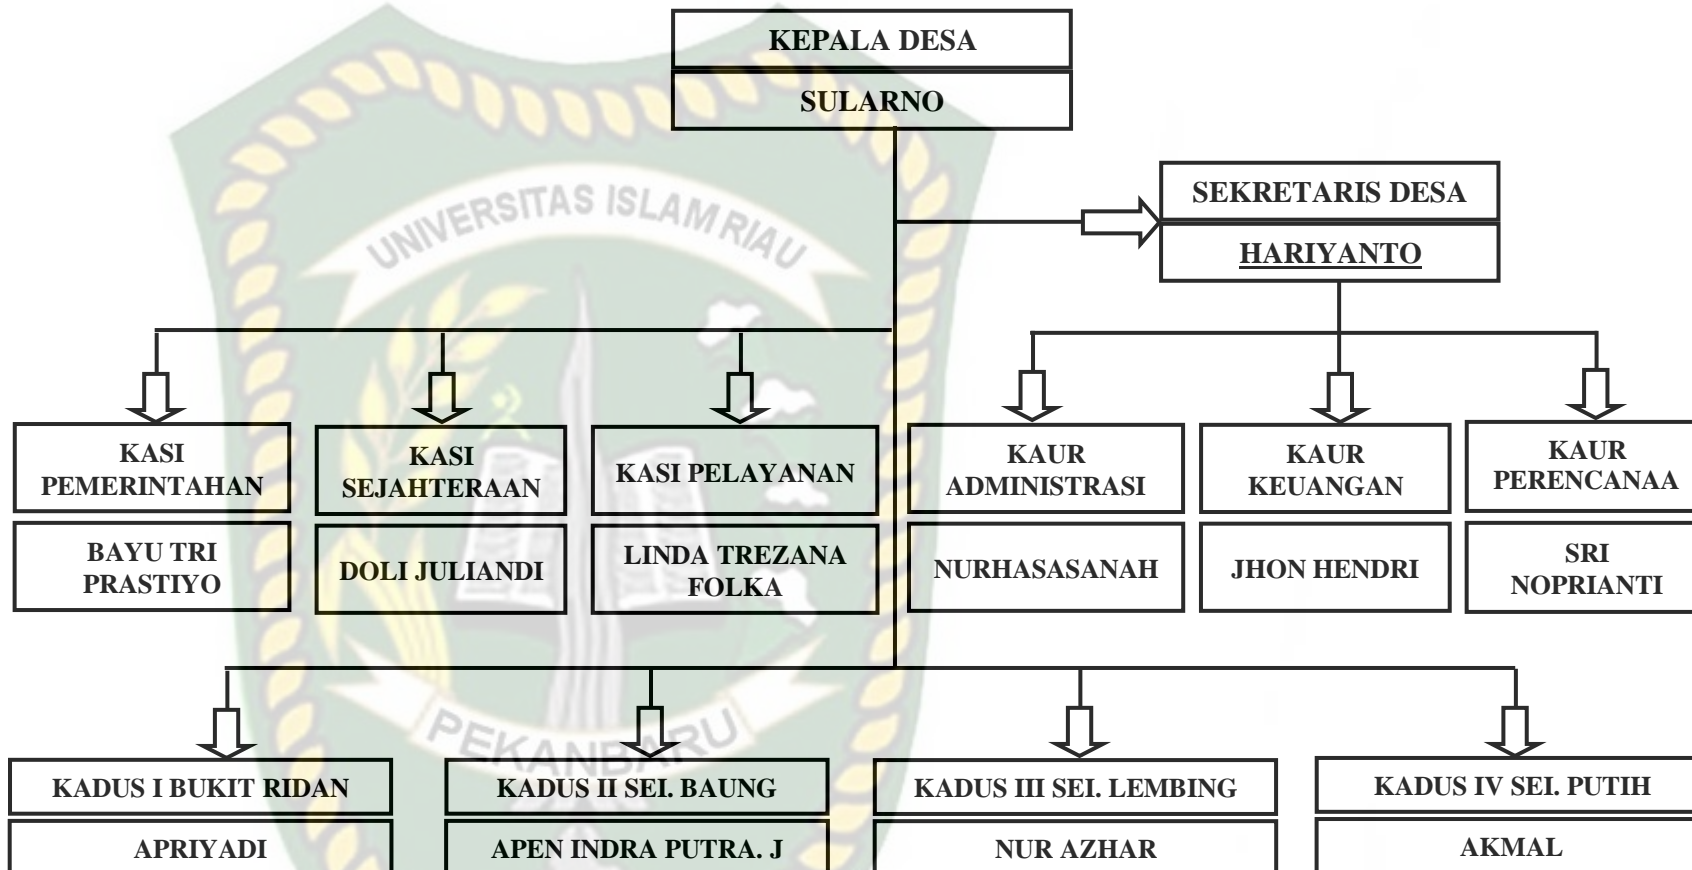 KEPALA DESA
SULARNO
UNIVERSITAS ISLAM RIAU
SEKRETARIS DESA
HARIYANTO
KASI
PEMERINTAHAN
BAYU TRI
PRASTIYO
KASI
SEJAHTERAAN
DOLI JULIANDI
KASI PELAYANAN
LINDA TREZANA
FOLKA
KAUR
ADMINISTRASI
NURHASASANAH
KAUR
KEUANGAN
JHON HENDRI
KAUR
PERENCANAA
SRI
NOPRIANTI
PEKANBARU
KADUS I BUKIT RIDAN
APRIYADI
KADUS II SEI. BAUNG
APEN INDRA PUTRA. J
KADUS III SEI. LEMBING
NUR AZHAR
KADUS IV SEI. PUTIH
AKMAL